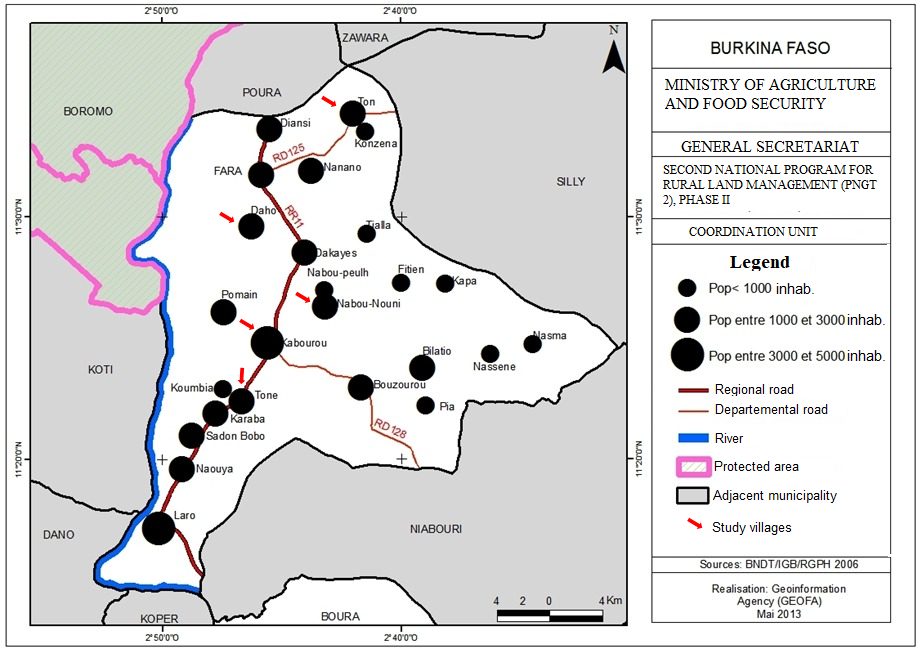 2°50'0"O
2°40'0"O
ZAWARA
N
POURA
BOROMO
Ton
Diansi
Konzena
RD125
FARA
Nanano
SILLY
11°30'0"N
11°30'0"N
Daho
RR11
Tialla
Dakayes
Nabou-peulh
Fitien
Kapa
Pomain
Nabou-Nouni
Kabourou
Nasma
Bilatio
Nassene
KOTI
Koumbia
Bouzourou
Tone
Karaba
Pia
Sadon Bobo
RD128
11°20'0"N
11°20'0"N
Naouya
Laro
DANO
NIABOURI
KOPER
BOURA
4 2 0 4 Km
2°50'0"O
2°40'0"O
BURKINA FASO
MINISTRY OF AGRICULTURE
AND FOOD SECURITY
GENERAL SECRETARIAT
SECOND NATIONAL PROGRAM FOR
RURAL LAND MANAGEMENT (PNGT
2), PHASE II
COORDINATION UNIT
Legend
Pop< 1000 inhab.
Pop entre 1000 et 3000 inhab.
Pop entre 3000 et 5000 inhab.
Regional road
Departemental road
River
Protected area
Adjacent municipality
Study villages
Sources: BNDT/IGB/RGPH 2006
Realisation: Geoinformation
Agency (GEOFA)
Mai 2013